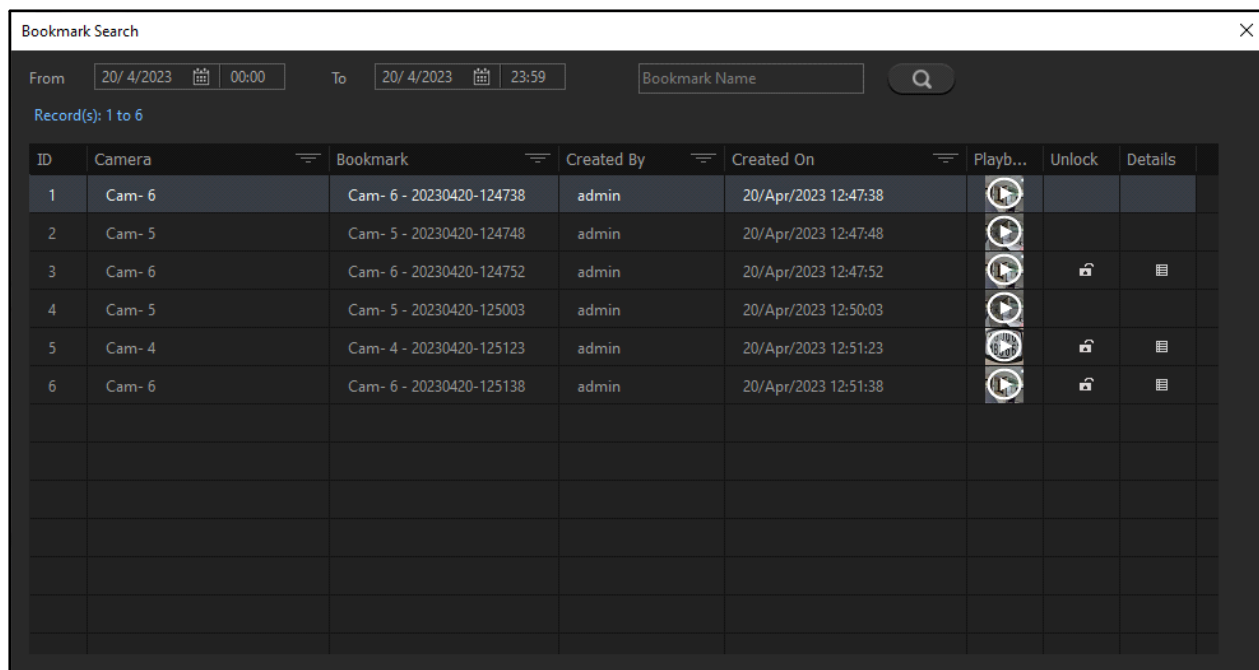 Bookmark Search
From 20/ 4/2023 00:00 To 20/ 4/2023 23:59 Bookmark Name
Record(s): 1 to 6
ID Camera Bookmark Created By Created On Playb... Unlock Details
1 Cam- 6 Cam- 6 - 20230420-124738 admin 20/Apr/2023 12:47:38
2 Cam- 5 Cam- 5 - 20230420-124748 admin 20/Apr/2023 12:47:48
3 Cam- 6 Cam- 6 - 20230420-124752 admin 20/Apr/2023 12:47:52
4 Cam- 5 Cam- 5 - 20230420-125003 admin 20/Apr/2023 12:50:03
5 Cam- 4 Cam- 4 - 20230420-125123 admin 20/Apr/2023 12:51:23
6 Cam- 6 Cam- 6 - 20230420-125138 admin 20/Apr/2023 12:51:38